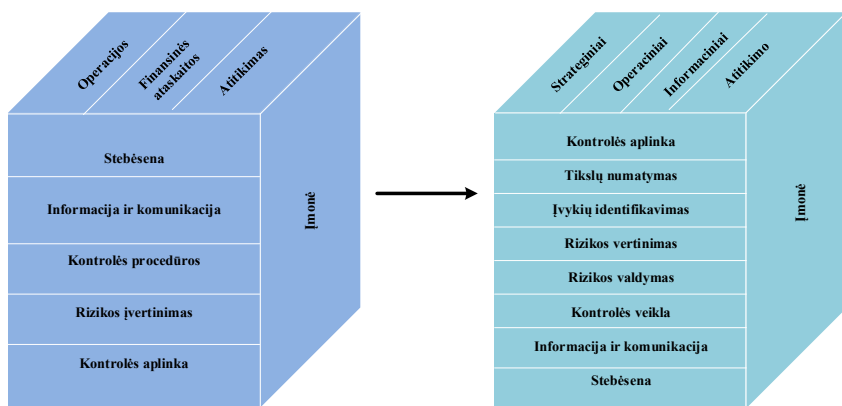 Operacijos
Finansinės
ataskaitos
Atitikimas
Stebėsena
Informacija ir komunikacija
Kontrolės procedūros
Rizikos įvertinimas
Kontrolės aplinka
Įmonė
Strateginiai
Operaciniai
Informaciniai
Atitikimo
Kontrolės aplinka
Tikslų numatymas
Įvykių identifikavimas
Rizikos vertinimas
Rizikos valdymas
Kontrolės veikla
Informacija ir komunikacija
Stebėsena
Įmonė